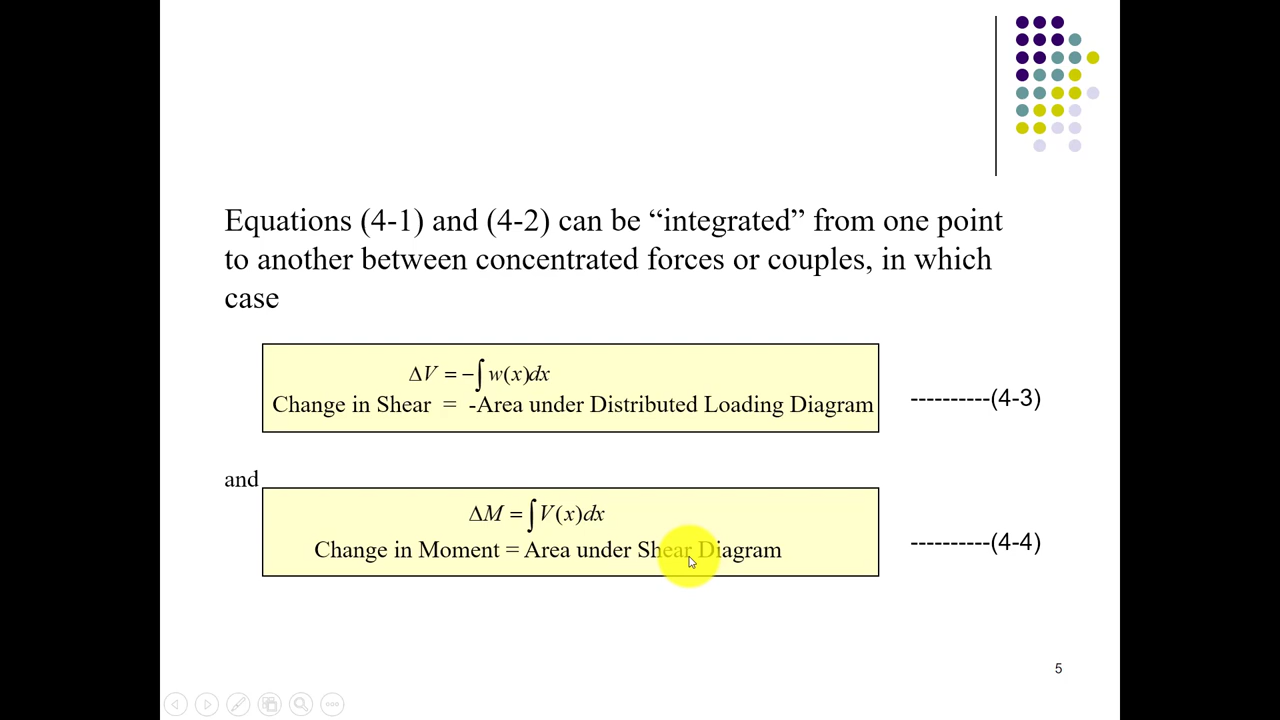 Equations (4-1) and (4-2) can be “integrated” from one point
to another between concentrated forces or couples, in which
case
ΔV = −∫ w(x)dx
Change in Shear = -Area under Distributed Loading Diagram
----------(4-3)
and
ΔM = ∫ V(x)dx
Change in Moment = Area under Shear Diagram
----------(4-4)
5